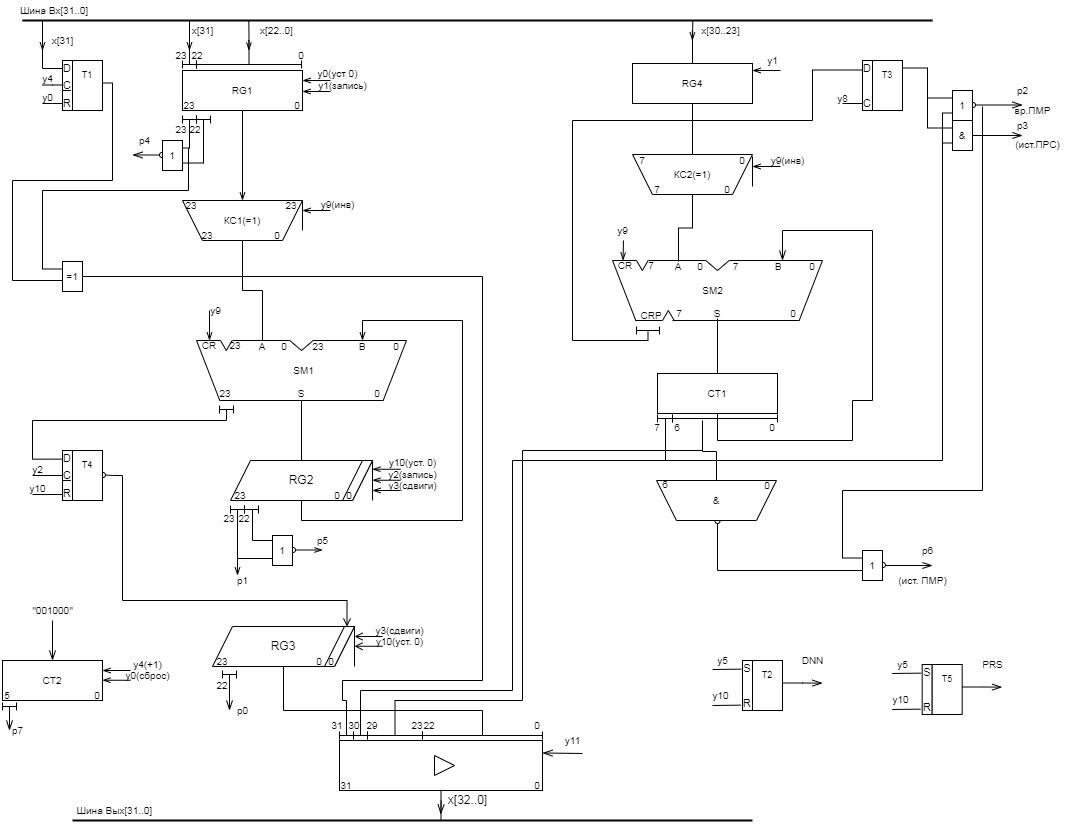 Шина Вх[31..0]
x[31]
x[31]
x[22..0]
x[30..23]
D
C
R
T1
y4
y0
23 22 0
RG1
23 0
y0(уст 0)
y1(запись)
23 22
p4
1
RG4
y1
D
C
T3
y8
1
&
p2
вр.ПМР
p3
(ист.ПРС)
7 0
КС2(=1)
7 0
y9(инв)
23 23
КС1(=1)
23 0
y9(инв)
=1
y9
CR 7 A 0 7 B 0
SM2
CRP 7 S 0
y9
CR 23 A 0 23 B 0
SM1
23 S 0
CT1
7 6 0
D
C
R
T4
y2
y10
RG2
23 0 0
y10(уст. 0)
y2(запись)
y3(сдвиги)
23 22
1
p5
p1
6 0
&
1
p6
(ист. ПМР)
"001000"
CT2
5 0
y4(+1)
y0(сброс)
p7
RG3
23 0 0
y3(сдвиги)
y10(уст. 0)
22
p0
y5
y10
S
R
T2
DNN
y5
y10
S
R
T5
PRS
31 30 29 23 22 0
31 0
y11
x[32..0]
Шина Вых[31..0]